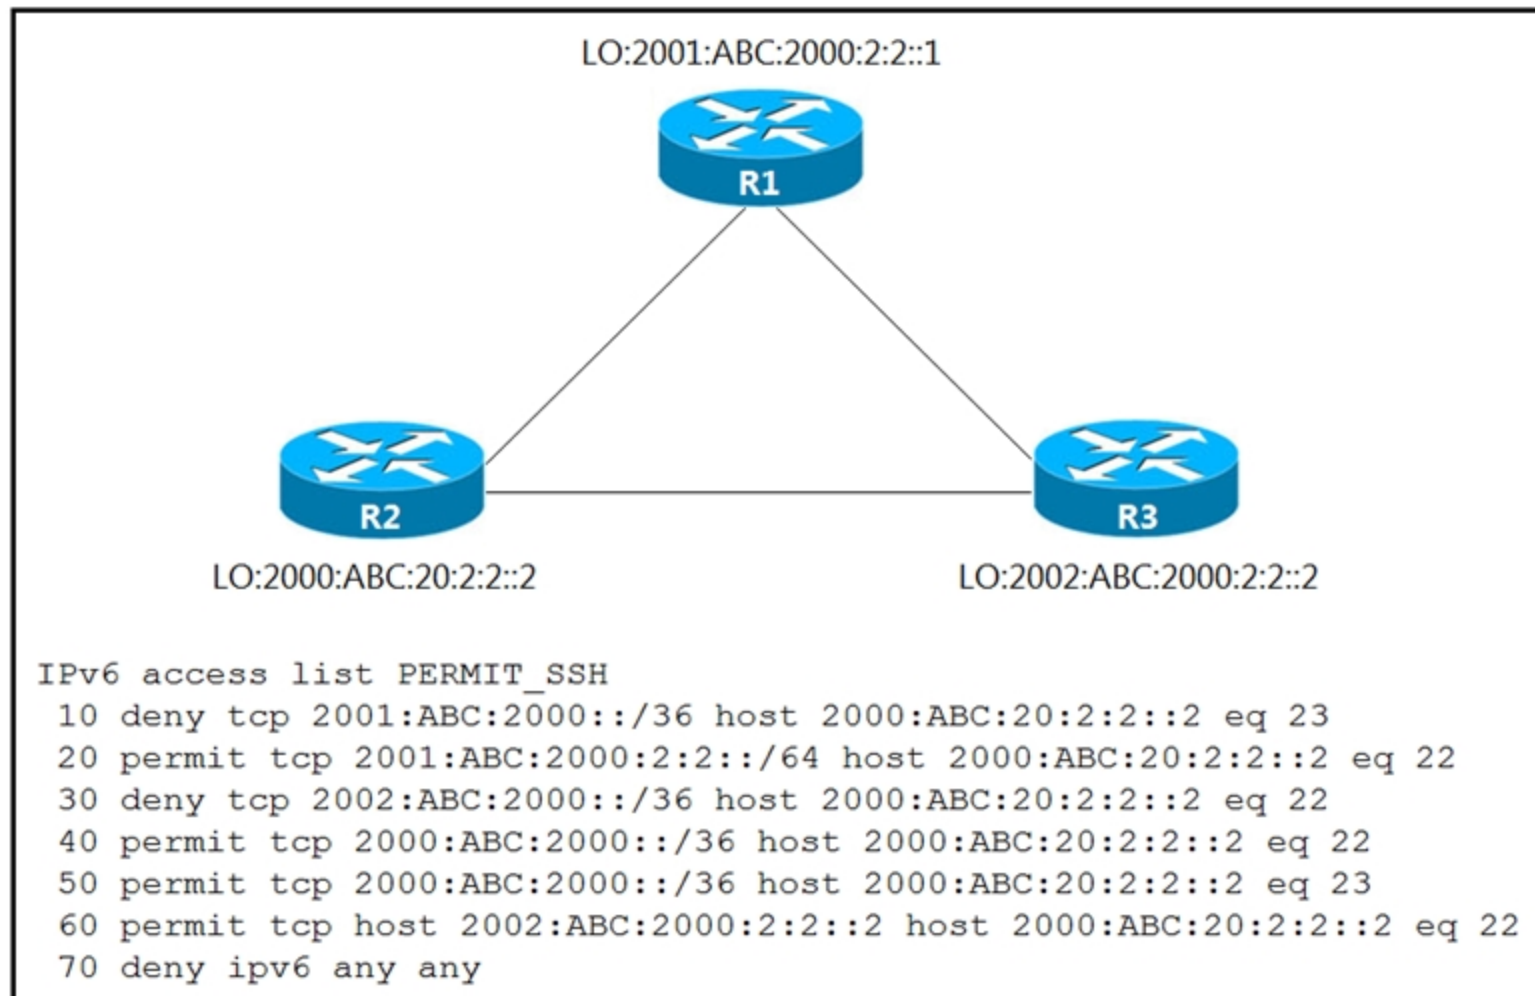 LO:2001:ABC:2000:2:2::1
R1
R2
R3
LO:2000:ABC:20:2:2::2
LO:2002:ABC:2000:2:2::2
IPv6 access list PERMIT_SSH
10 deny tcp 2001:ABC:2000::/36 host 2000:ABC:20:2:2::2 eq 23
20 permit tcp 2001:ABC:2000:2:2::/64 host 2000:ABC:20:2:2::2 eq 22
30 deny tcp 2002:ABC:2000::/36 host 2000:ABC:20:2:2::2 eq 22
40 permit tcp 2000:ABC:2000::/36 host 2000:ABC:20:2:2::2 eq 22
50 permit tcp 2000:ABC:2000::/36 host 2000:ABC:20:2:2::2 eq 23
60 permit tcp host 2002:ABC:2000:2:2::2 host 2000:ABC:20:2:2::2 eq 22
70 deny ipv6 any any